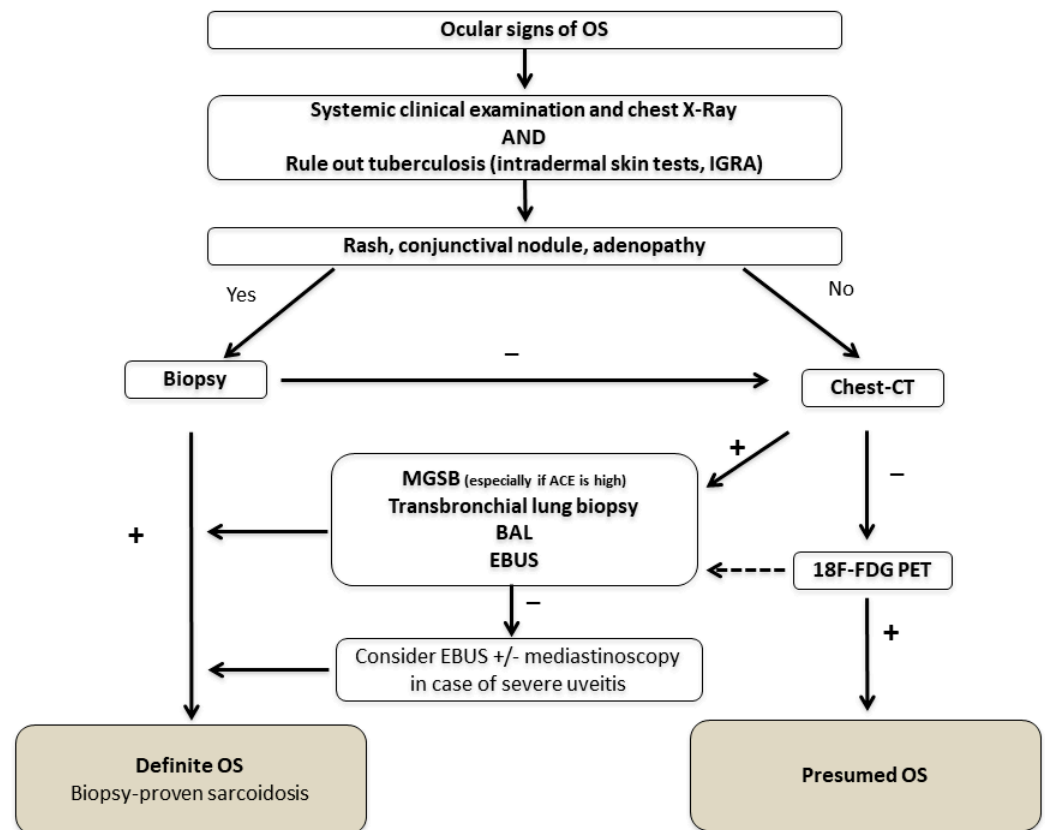 Ocular signs of OS
Systemic clinical examination and chest X-Ray
AND
Rule out tuberculosis (intradermal skin tests, IGRA)
Rash, conjunctival nodule, adenopathy
Yes
No
Biopsy
–
Chest-CT
+
–
MGSB (especially if ACE is high)
Transbronchial lung biopsy
BAL
EBUS
+
18F-FDG PET
–
+
Consider EBUS +/- mediastinoscopy
in case of severe uveitis
Definite OS
Biopsy-proven sarcoidosis
Presumed OS